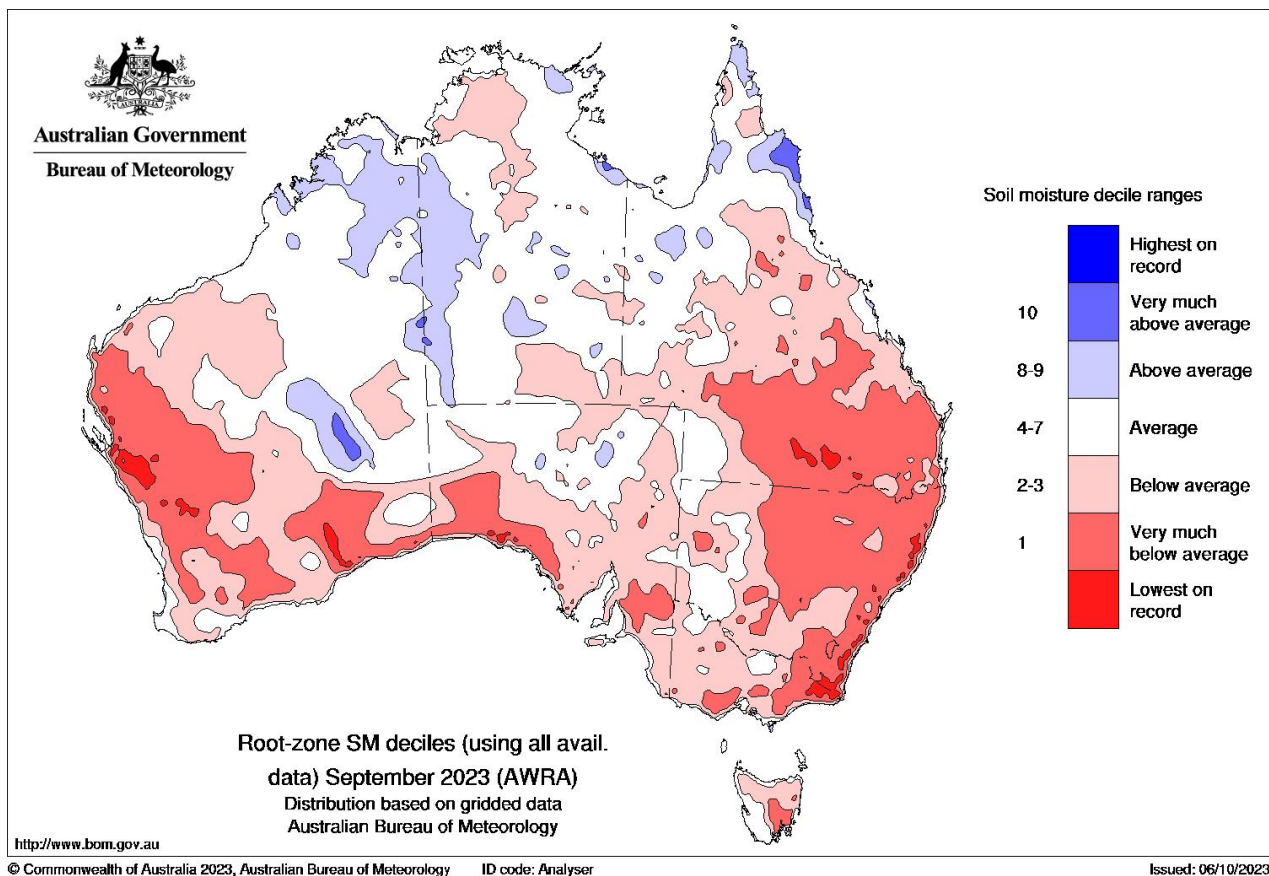 AUSTRALIA
Australian Government
Bureau of Meteorology
Soil moisture decile ranges
Highest on
record
10
Very much
above average
8-9
Above average
4-7
Average
2-3
Below average
1
Very much
below average
Lowest on
record
Root-zone SM deciles (using all avail.
data) September 2023 (AWRA)
Distribution based on gridded data
Australian Bureau of Meteorology
http://www.bom.gov.au
© Commonwealth of Australia 2023, Australian Bureau of Meteorology ID code: Analyser Issued: 06/10/2023